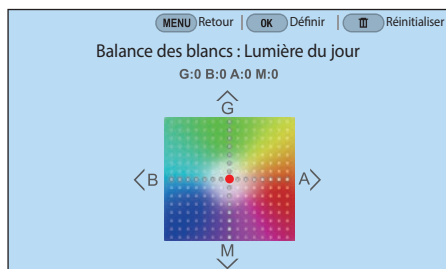 MENU Retour | OK Définir | Réinitialiser
Balance des blancs : Lumière du jour
G:0 B:0 A:0 M:0
G
B A
M